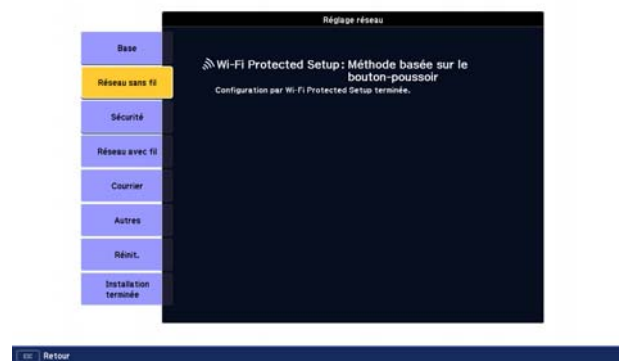 Réglage réseau
Base
Réseau sans fil
Sécurité
Réseau avec fil
Courrier
Autres
Réinit.
Installation
terminée
Wi-Fi Protected Setup: Méthode basée sur le
bouton-poussoir
Configuration par Wi-Fi Protected Setup terminée.
ESC Retour